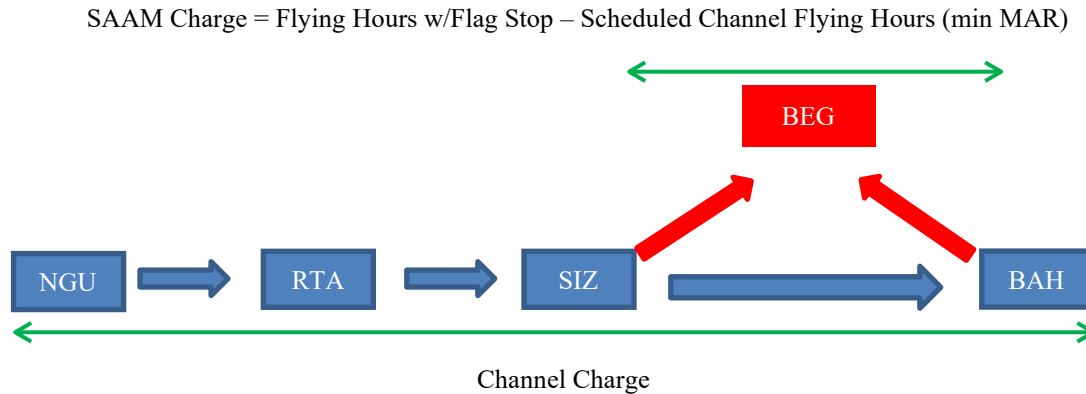 SAAM Charge = Flying Hours w/Flag Stop – Scheduled Channel Flying Hours (min MAR)
BEG
NGU
RTA
SIZ
BAH
Channel Charge